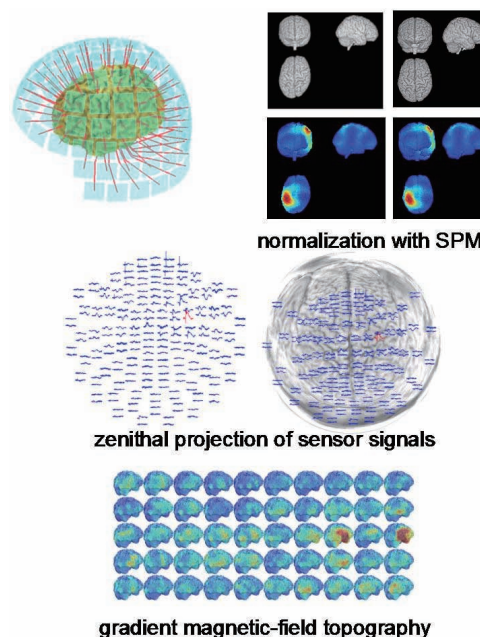 normalization with SPM
zenithal projection of sensor signals
gradient magnetic-field topography